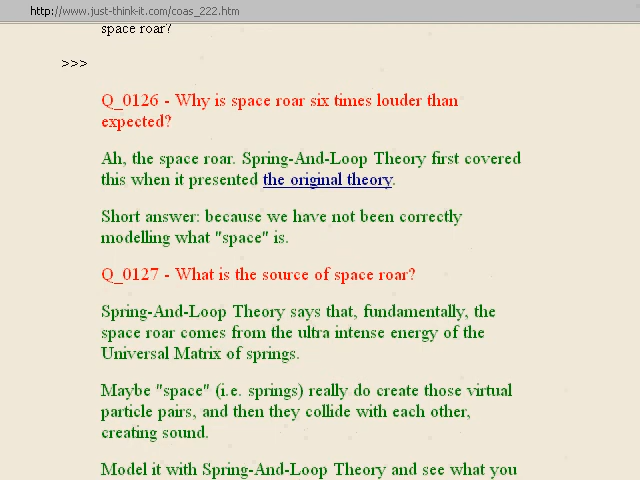 http://www.just-think-it.com/coas_222.htm
space roar?
>>>
Q_0126 - Why is space roar six times louder than
expected?
Ah, the space roar. Spring-And-Loop Theory first covered
this when it presented the original theory.
Short answer: because we have not been correctly
modelling what "space" is.
Q_0127 - What is the source of space roar?
Spring-And-Loop Theory says that, fundamentally, the
space roar comes from the ultra intense energy of the
Universal Matrix of springs.
Maybe "space" (i.e. springs) really do create those virtual
particle pairs, and then they collide with each other,
creating sound.
Model it with Spring-And-Loop Theory and see what you